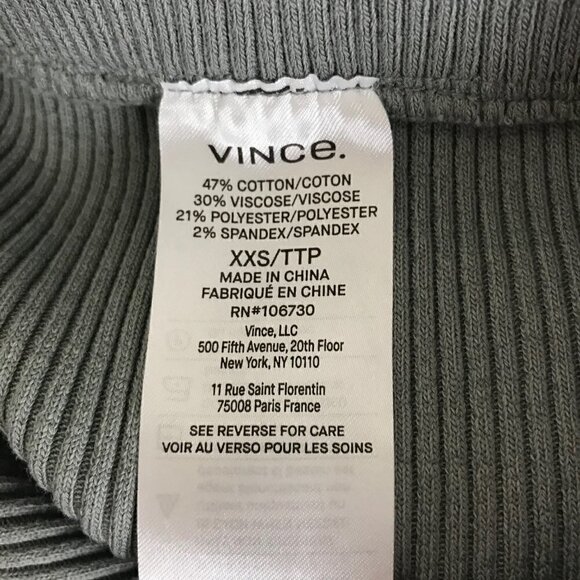 VINCE.
47% COTTON/COTON
30% VISCOSE/VISCOSE
21% POLYESTER/POLYESTER
2% SPANDEX/SPANDEX
XXS/TTP
MADE IN CHINA
FABRIQUÉ EN CHINE
RN#106730
Vince, LLC
500 Fifth Avenue, 20th Floor
New York, NY 10110
11 Rue Saint Florentin
75008 Paris France
SEE REVERSE FOR CARE
VOIR AU VERSO POUR LES SOINS